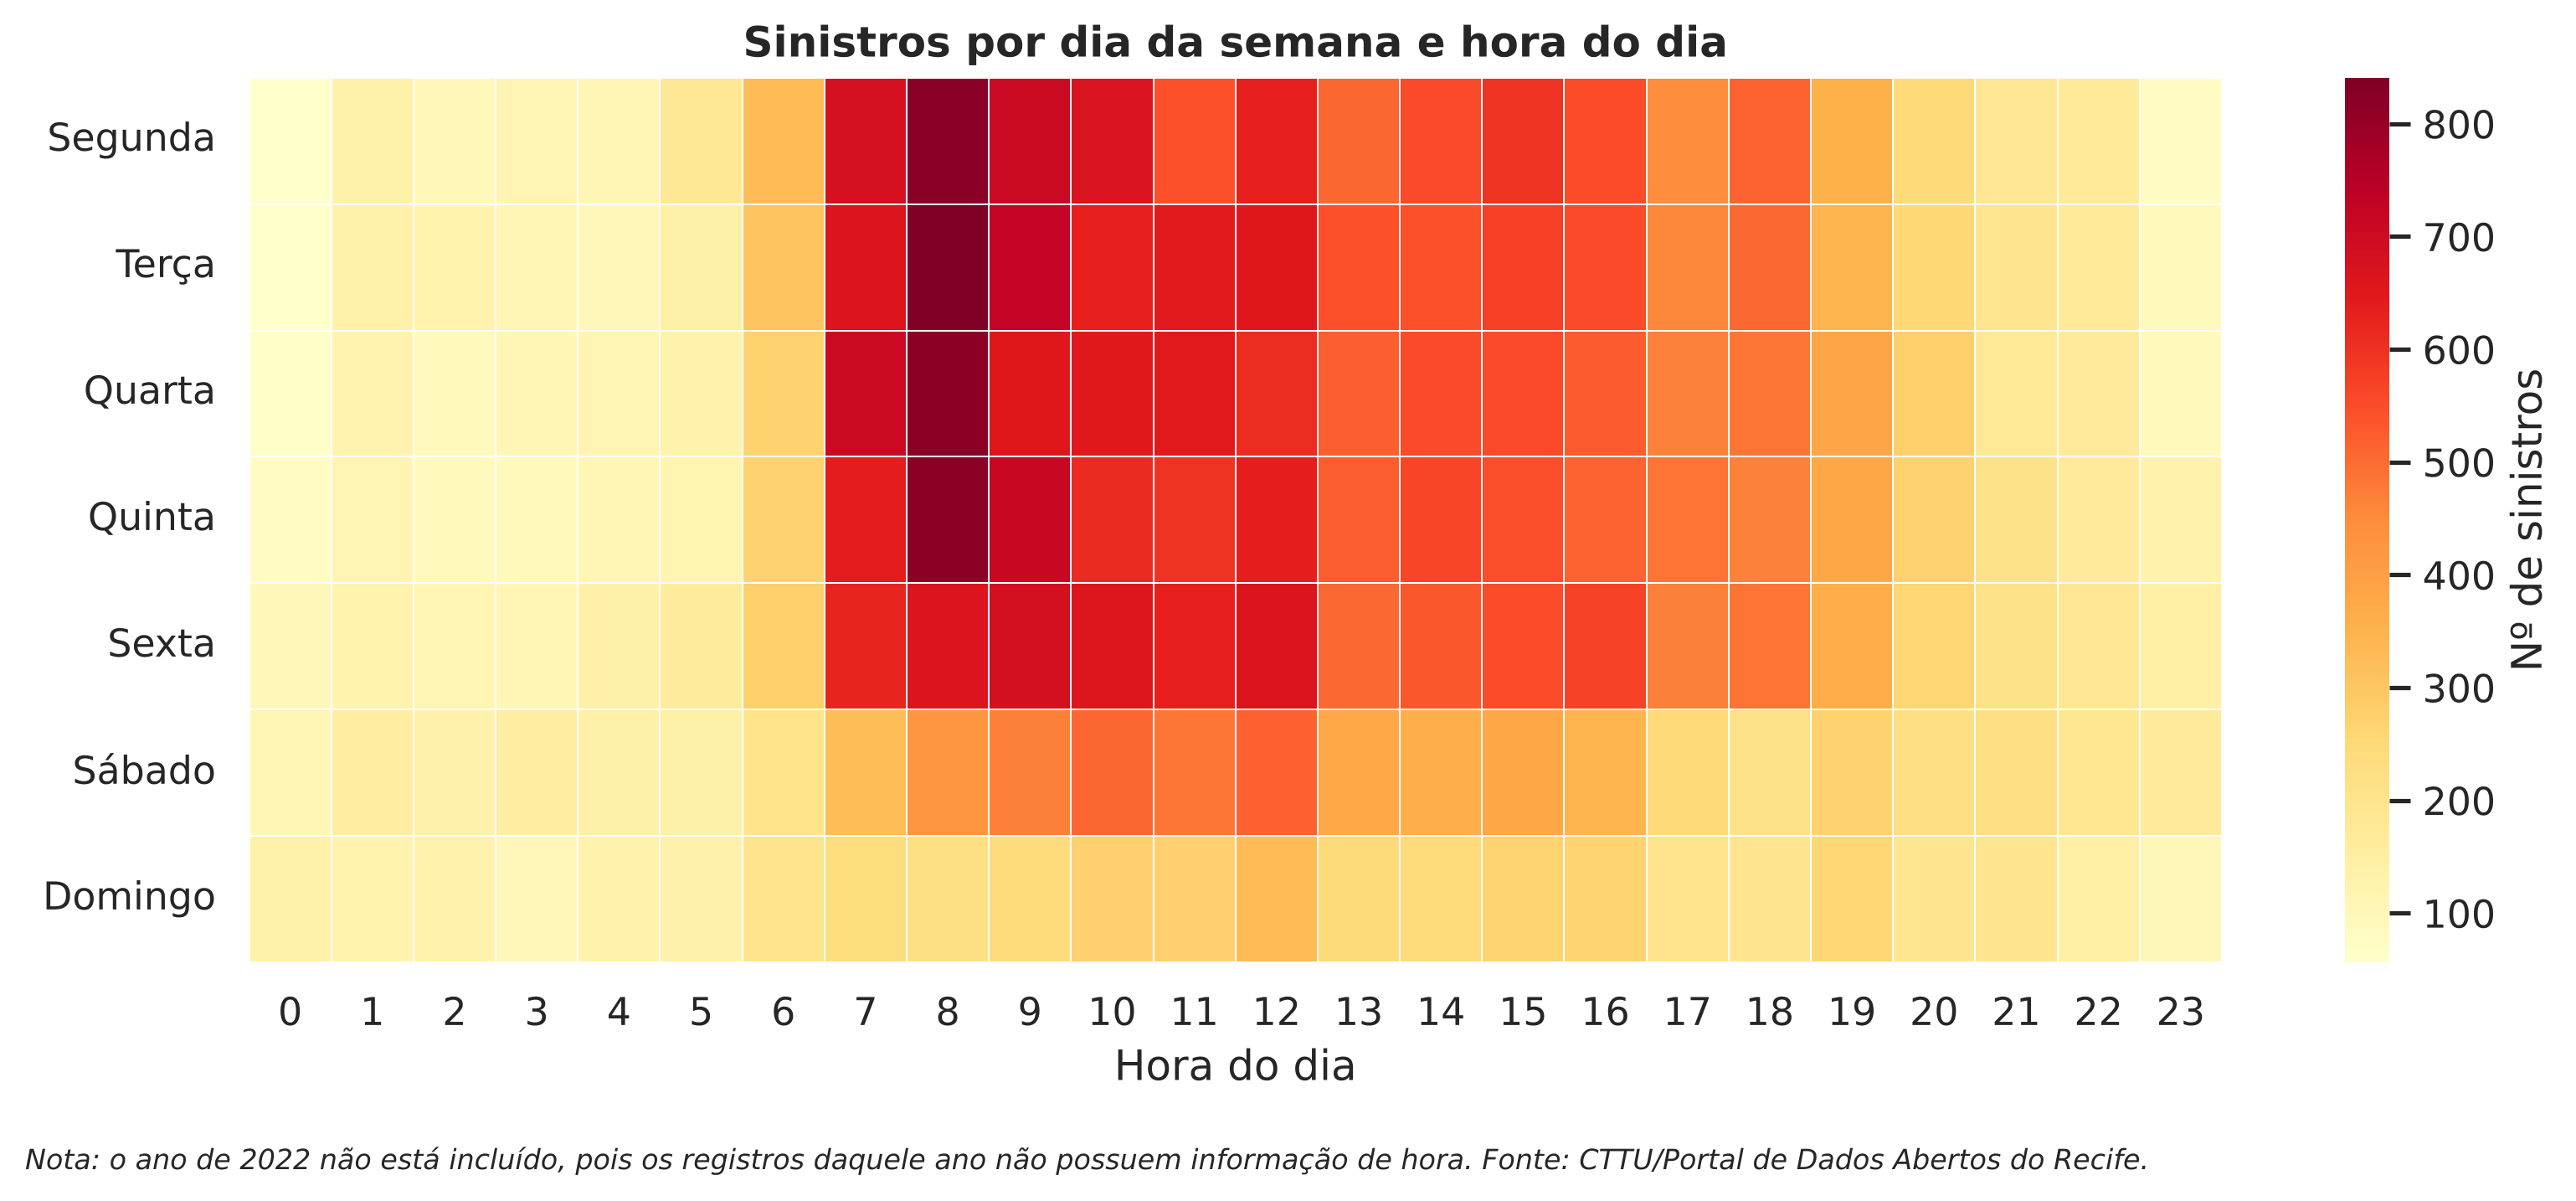 Sinistros por dia da semana e hora do dia
Segunda
Terça
Quarta
Quinta
Sexta
Sábado
Domingo
0 1 2 3 4 5 6 7 8 9 10 11 12 13 14 15 16 17 18 19 20 21 22 23
Hora do dia
800
700
600
500
400
300
200
100
Nº de sinistros
Nota: o ano de 2022 não está incluído, pois os registros daquele ano não possuem informação de hora. Fonte: CTTU/Portal de Dados Abertos do Recife.